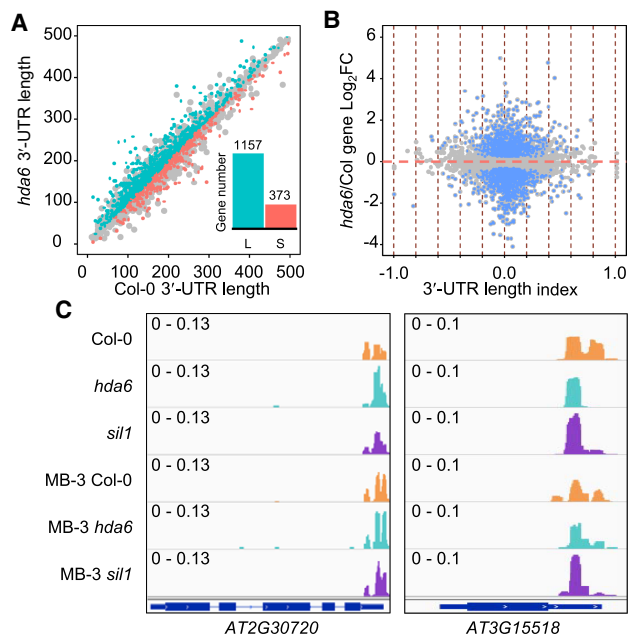 A
hda6 3′-UTR length
500
400
300
200
100
0
0 100 200 300 400 500
Col-0 3′-UTR length
Gene number
1157
373
L S
B
hda6/Col gene Log2FC
6
4
2
0
-2
-4
-1.0 0.0 1.0
3′-UTR length index
C
Col-0
0 - 0.13
0 - 0.1
hda6
0 - 0.13
0 - 0.1
sil1
0 - 0.13
0 - 0.1
MB-3 Col-0
0 - 0.13
0 - 0.1
MB-3 hda6
0 - 0.13
0 - 0.1
MB-3 sil1
0 - 0.13
0 - 0.1
AT2G30720
AT3G15518